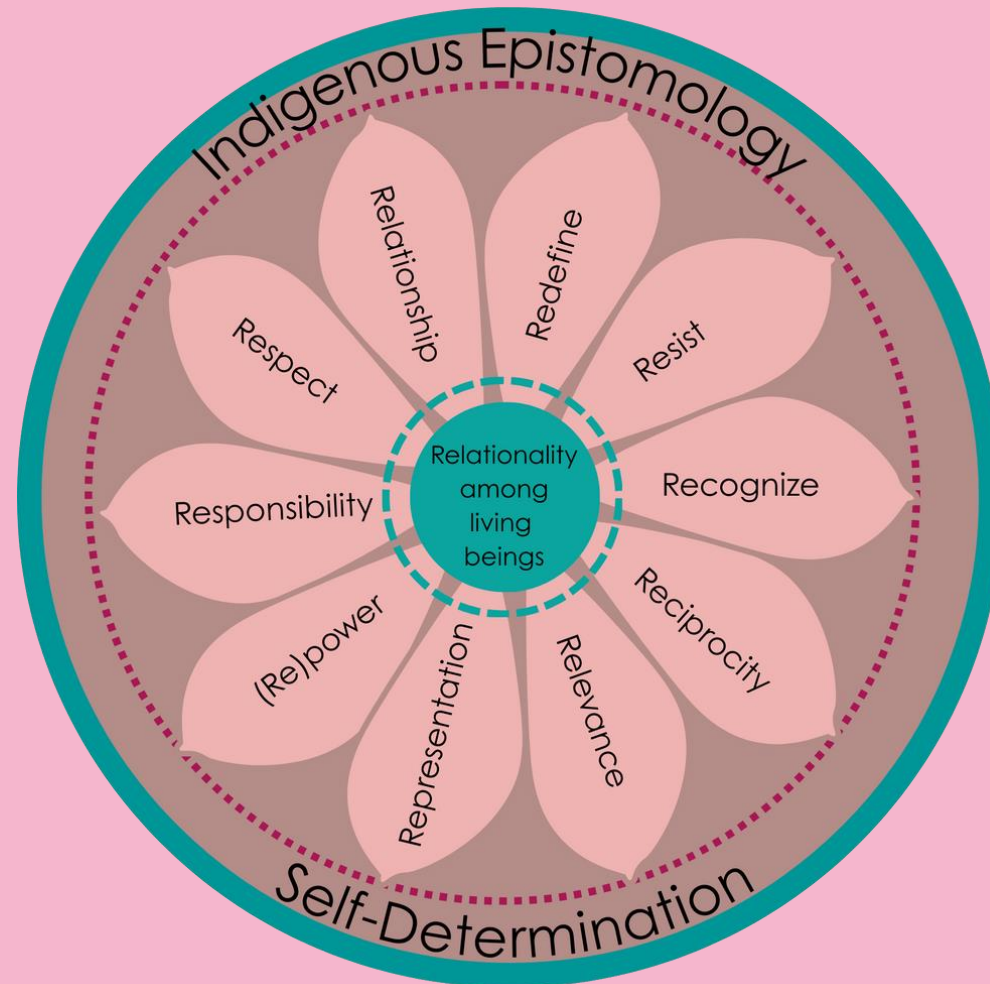 Indigenous Epistomology
Relationship
Redefine
Resist
Recognize
Reciprocity
Relevance
Representation
(Re)power
Responsibility
Respect
Relationality
among
living
beings
Self-Determination